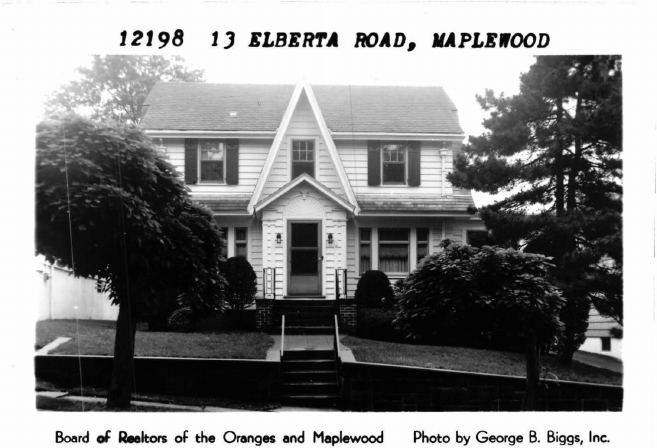 12198 13 ELBERTA ROAD, MAPLEWOOD
Board of Realtors of the Oranges and Maplewood Photo by George B. Biggs, Inc.